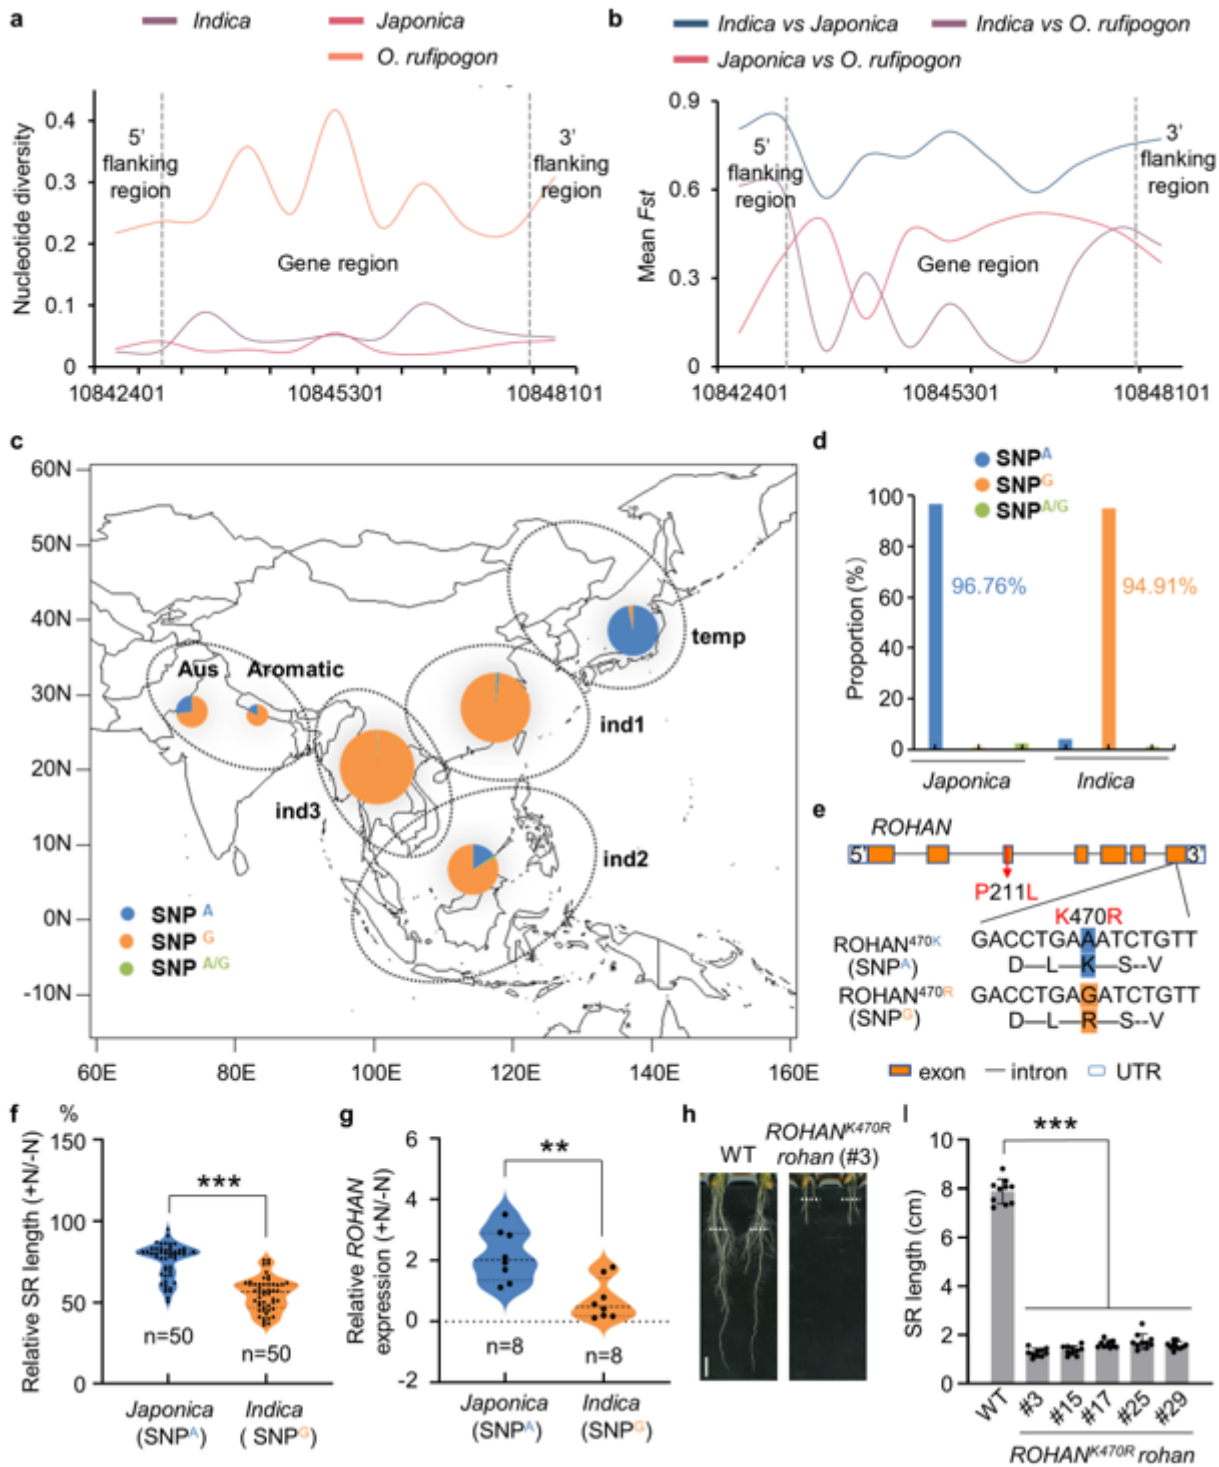 a
Indica
Japonica
O. rufipogon
Nucleotide diversity
0.4
0.3
0.2
0.1
0
5'
flanking
region
3'
flanking
region
Gene region
10842401
10845301
10848101
b
Indica vs Japonica
Indica vs O. rufipogon
Japonica vs O. rufipogon
Mean Fst
0.9
0.6
0.3
0
5'
flanking
region
3'
flanking
region
Gene region
10842401
10845301
10848101
c
60N
50N
40N
30N
20N
10N
0N
-10N
60E
80E
100E
120E
140E
160E
Aus
Aromatic
temp
ind1
ind3
ind2
SNP A
SNP G
SNP A/G
d
SNP A
SNP G
SNP A/G
Proportion (%)
100
80
60
40
20
0
96.76%
94.91%
Japonica
Indica
e
ROHAN
5'
3'
P211L
K470R
ROHAN470K
(SNPA)
GACCTGAAATCTGTT
D—L—K—S--V
ROHAN470R
(SNPG)
GACCTGAGATCTGTT
D—L—R—S--V
exon
intron
UTR
f
%
Relative SR length (+N/-N)
150
100
50
0
***
n=50
n=50
Japonica
(SNPA)
Indica
( SNPG)
g
Relative ROHAN
expression (+N/-N)
6
4
2
0
-2
**
n=8
n=8
Japonica
(SNPA)
Indica
(SNPG)
h
WT
ROHANK470R
rohan (#3)
l
SR length (cm)
10
8
6
4
2
0
***
WT
#3
#15
#17
#25
#29
ROHANK470R rohan